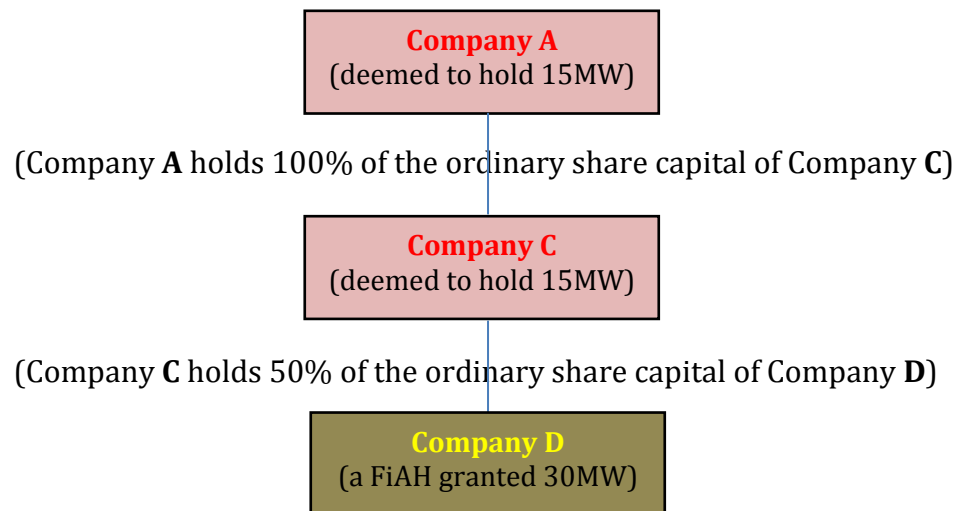 Company A
(deemed to hold 15MW)
(Company A holds 100% of the ordinary share capital of Company C)
Company C
(deemed to hold 15MW)
(Company C holds 50% of the ordinary share capital of Company D)
Company D
(a FiAH granted 30MW)